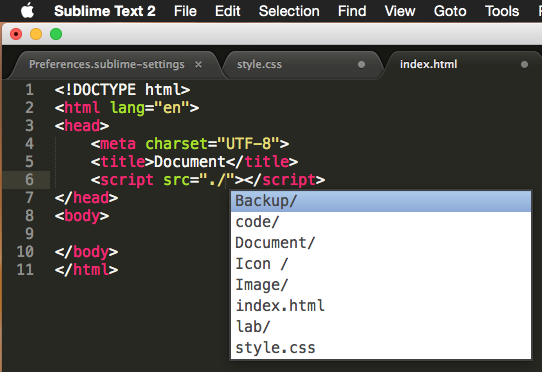 Sublime Text 2 File Edit Selection Find View Goto Tools
Preferences.sublime-settings × style.css index.html
1 <!DOCTYPE html>
2 <html lang="en">
3 <head>
4 <meta charset="UTF-8">
5 <title>Document</title>
6 <script src="./"></script>
7 </head>
8 <body>
9
10 </body>
11 </html>
Backup/
code/
Document/
Icon /
Image/
index.html
lab/
style.css